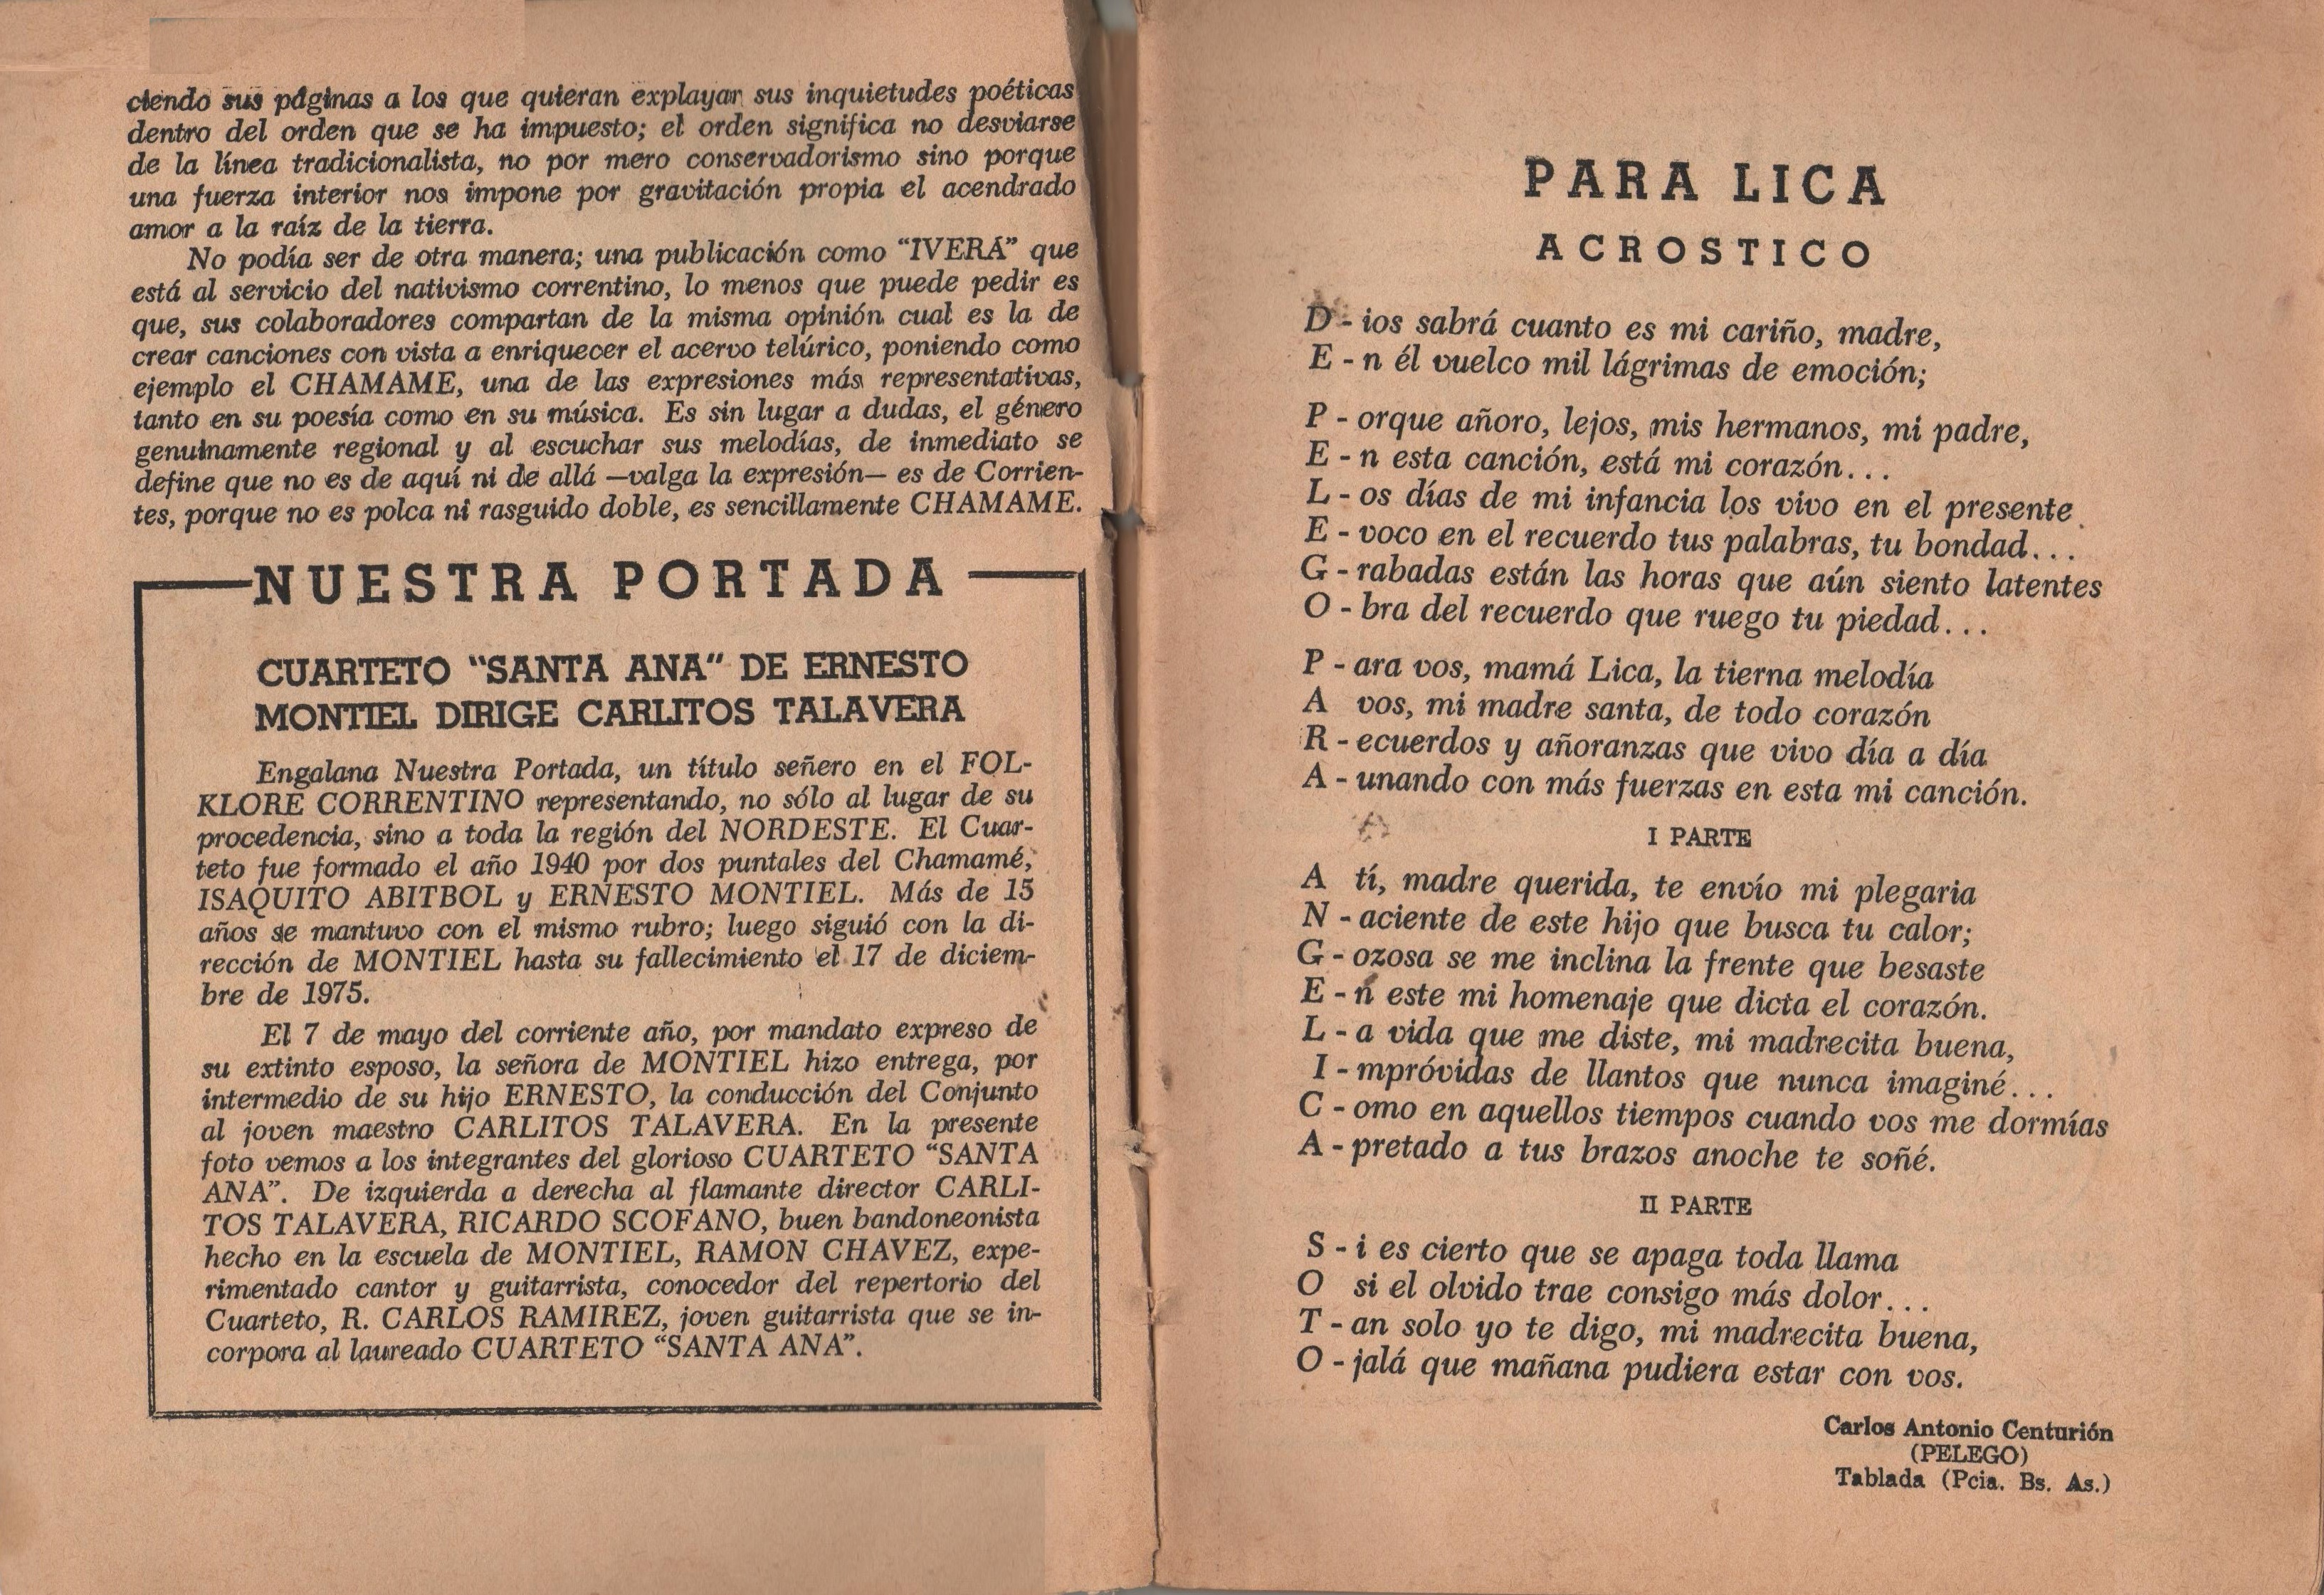 ciendo sus páginas a los que quieran explayar sus inquietudes poéticas
dentro del orden que se ha impuesto; el orden significa no desviarse
de la línea tradicionalista, no por mero conservadorismo sino porque
una fuerza interior nos impone por gravitación propia el acendrado
amor a la raíz de la tierra.
No podía ser de otra manera; una publicación como “IVERA” que
está al servicio del nativismo correntino, lo menos que puede pedir es
que, sus colaboradores compartan de la misma opinión cual es la de
crear canciones con vista a enriquecer el acervo telúrico, poniendo como
ejemplo el CHAMAME, una de las expresiones más representativas,
tanto en su poesía como en su música. Es sin lugar a dudas, el género
genuinamente regional y al escuchar sus melodías, de inmediato se
define que no es de aquí ni de allá —valga la expresión— es de Corrien-
tes, porque no es polca ni rasguido doble, es sencillamente CHAMAME.
NUESTRA PORTADA
CUARTETO "SANTA ANA" DE ERNESTO
MONTIEL DIRIGE CARLITOS TALAVERA
Engalana Nuestra Portada, un título señero en el FOL-
KLORE CORRENTINO representando, no sólo al lugar de su
procedencia, sino a toda la región del NORDESTE. El Cuar-
teto fue formado el año 1940 por dos puntales del Chamamé,
ISAQUITO ABITBOL y ERNESTO MONTIEL. Más de 15
años se mantuvo con el mismo rubro; luego siguió con la di-
rección de MONTIEL hasta su fallecimiento el 17 de diciem-
bre de 1975.
El 7 de mayo del corriente año, por mandato expreso de
su extinto esposo, la señora de MONTIEL hizo entrega, por
intermedio de su hijo ERNESTO, la conducción del Conjunto
al joven maestro CARLITOS TALAVERA. En la presente
foto vemos a los integrantes del glorioso CUARTETO “SANTA
ANA”. De izquierda a derecha al flamante director CARLI-
TOS TALAVERA, RICARDO SCOFANO, buen bandoneonista
hecho en la escuela de MONTIEL, RAMON CHAVEZ, expe-
rimentado cantor y guitarrista, conocedor del repertorio del
Cuarteto, R. CARLOS RAMIREZ, joven guitarrista que se in-
corpora al laureado CUARTETO “SANTA ANA”.
PARA LICA
ACROSTICO
D - ios sabrá cuanto es mi cariño, madre,
E - n él vuelco mil lágrimas de emoción;
P - orque añoro, lejos, mis hermanos, mi padre,
E - n esta canción, está mi corazón...
L - os días de mi infancia los vivo en el presente
E - voco en el recuerdo tus palabras, tu bondad...
G - rabadas están las horas que aún siento latentes
O - bra del recuerdo que ruego tu piedad...
P - ara vos, mamá Lica, la tierna melodía
A vos, mi madre santa, de todo corazón
R - ecuerdos y añoranzas que vivo día a día
A - unando con más fuerzas en esta mi canción.
I PARTE
A tí, madre querida, te envío mi plegaria
N - aciente de este hijo que busca tu calor;
G - ozosa se me inclina la frente que besaste
E - n este mi homenaje que dicta el corazón.
L - a vida que me diste, mi madrecita buena,
I - mpróvidas de llantos que nunca imaginé...
C - omo en aquellos tiempos cuando vos me dormías
A - pretado a tus brazos anoche te soñé.
II PARTE
S - i es cierto que se apaga toda llama
O si el olvido trae consigo más dolor...
T - an solo yo te digo, mi madrecita buena,
O - jalá que mañana pudiera estar con vos.
Carlos Antonio Centurión
(PELEGO)
Tablada (Pcia. Bs. As.)